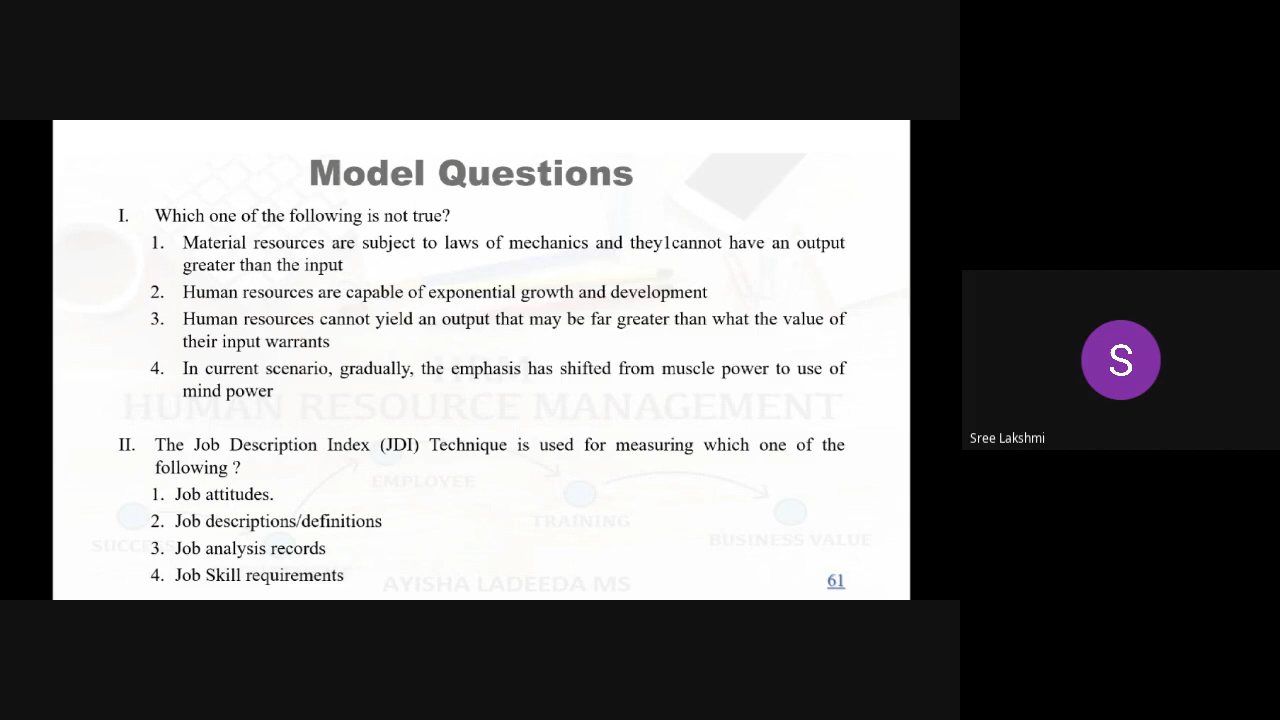 Model Questions
I. Which one of the following is not true?
1. Material resources are subject to laws of mechanics and they1cannot have an output
greater than the input
2. Human resources are capable of exponential growth and development
3. Human resources cannot yield an output that may be far greater than what the value of
their input warrants
4. In current scenario, gradually, the emphasis has shifted from muscle power to use of
mind power
HRM
HUMAN RESOURCE MANAGEMENT
II. The Job Description Index (JDI) Technique is used for measuring which one of the
following ?
EMPLOYEE
1. Job attitudes.
2. Job descriptions/definitions
TRAINING
BUSINESS VALUE
SUCCESS
3. Job analysis records
4. Job Skill requirements
AYISHA LADEEDA MS
61
S
Sree Lakshmi